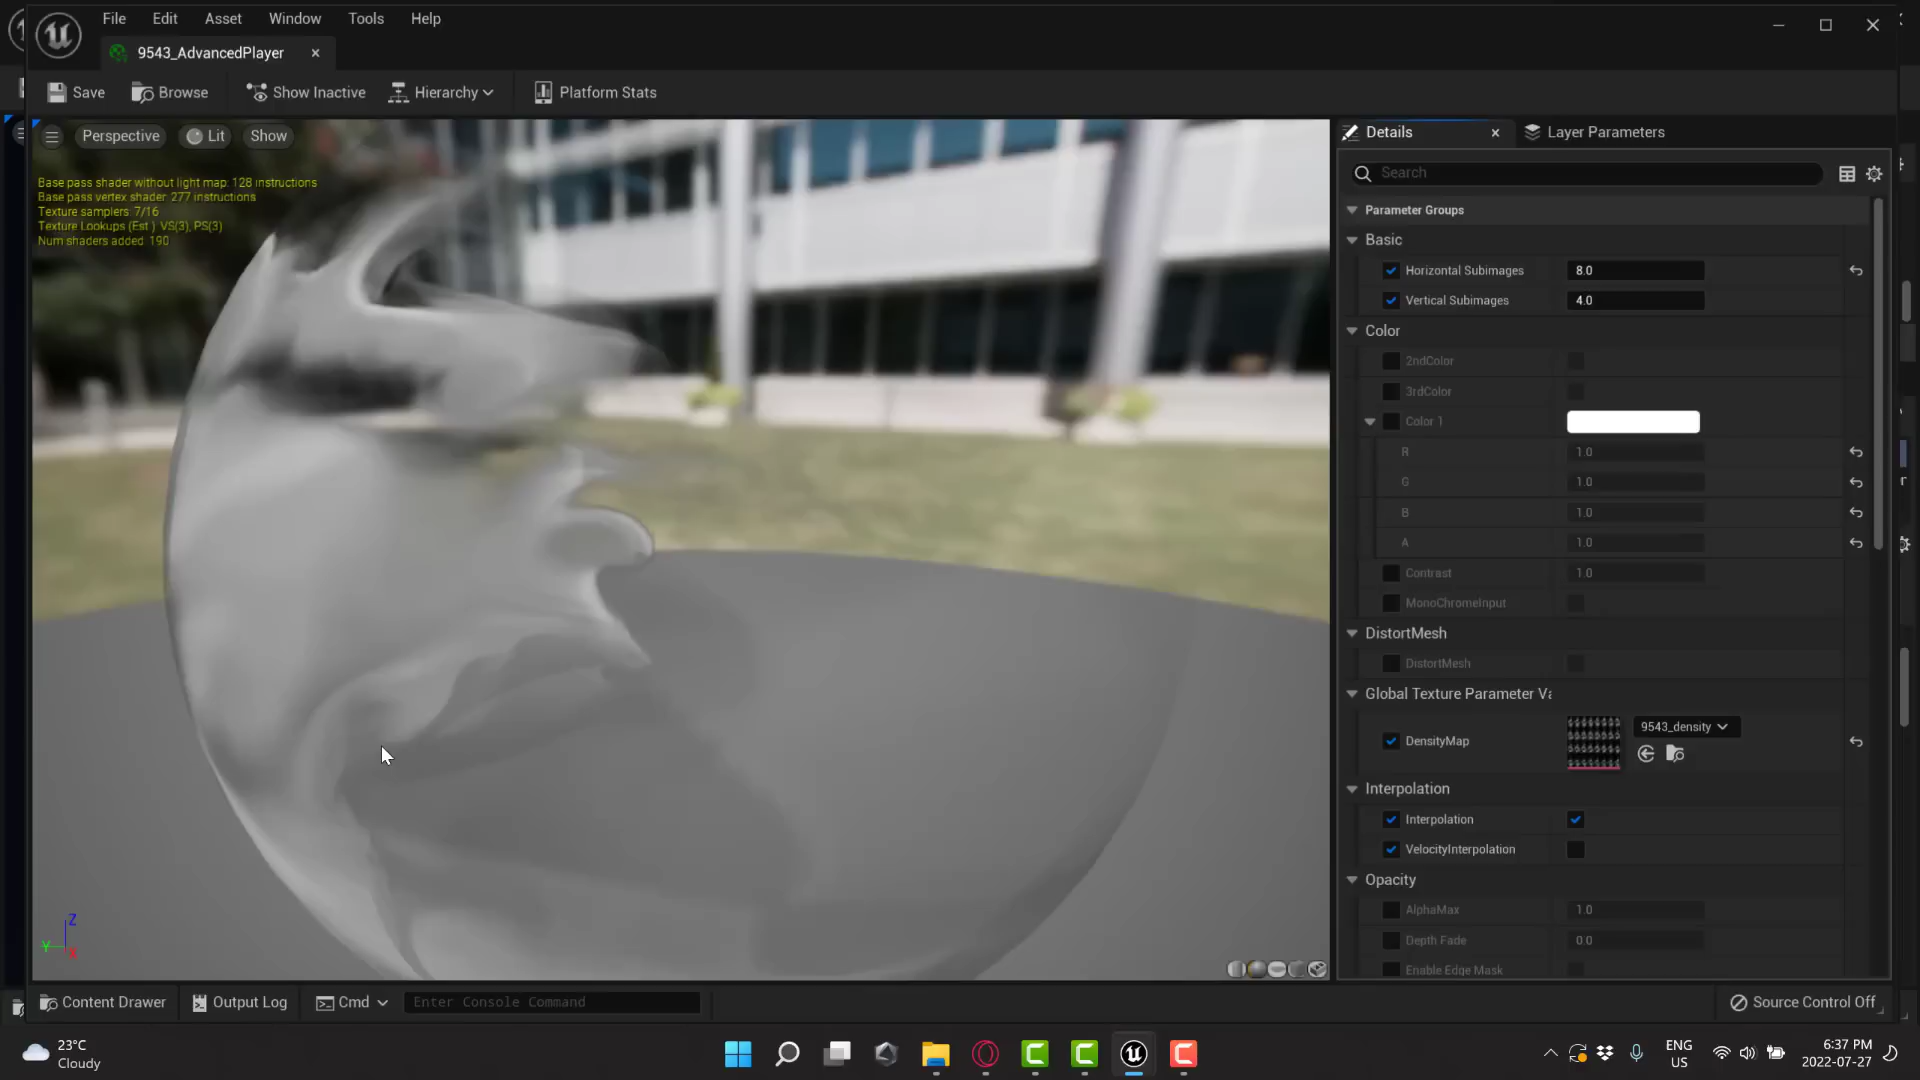 File
Edit
Asset
Window
Tools
Help
9543_AdvancedPlayer
Save
Browse
Show Inactive
Hierarchy
Platform Stats
Perspective
Lit
Show
Base pass shader without light map: 128 instructions
Base pass vertex shader: 277 instructions
Texture samplers: 7/16
Texture Lookups (Est.): VS(3), PS(3)
Num shaders added: 190
Z
Y
X
Details
Layer Parameters
Search
Parameter Groups
Basic
Horizontal Subimages 8.0
Vertical Subimages 4.0
Color
2ndColor
3rdColor
Color 1
R 1.0
G 1.0
B 1.0
A 1.0
Contrast 1.0
MonoChromeInput
DistortMesh
DistortMesh
Global Texture Parameter Va
DensityMap 9543_density
Interpolation
Interpolation
VelocityInterpolation
Opacity
AlphaMax 1.0
Depth Fade 0.0
Enable Edge Mask
Content Drawer
Output Log
Cmd
Enter Console Command
Source Control Off
23°C
Cloudy
ENG
US
6:37 PM
2022-07-27